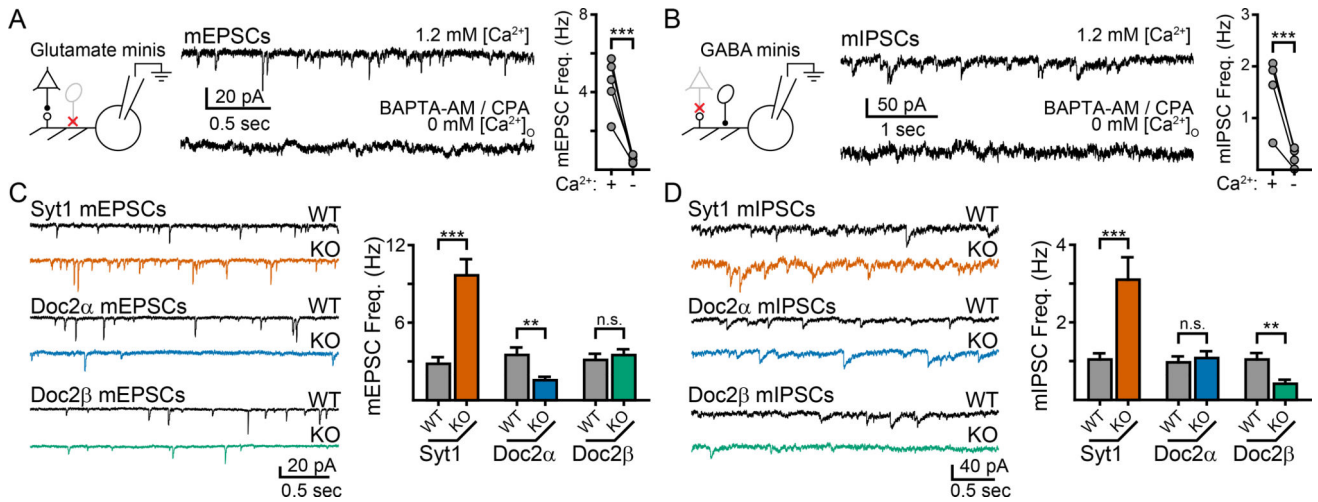 A
Glutamate minis
mEPSCs
1.2 mM [Ca²⁺]
20 pA
0.5 sec
BAPTA-AM / CPA
0 mM [Ca²⁺]O
mEPSC Freq. (Hz)
8
4
0
***
Ca²⁺: + -
B
GABA minis
mIPSCs
1.2 mM [Ca²⁺]
50 pA
1 sec
BAPTA-AM / CPA
0 mM [Ca²⁺]O
mIPSC Freq. (Hz)
3
2
1
0
***
Ca²⁺: + -
C
Syt1 mEPSCs
WT
KO
Doc2α mEPSCs
WT
KO
Doc2β mEPSCs
WT
KO
20 pA
0.5 sec
mEPSC Freq. (Hz)
12
6
***
**
n.s.
WT KO WT KO WT KO
Syt1 Doc2α Doc2β
D
Syt1 mIPSCs
WT
KO
Doc2α mIPSCs
WT
KO
Doc2β mIPSCs
WT
KO
40 pA
0.5 sec
mIPSC Freq. (Hz)
4
2
0
***
n.s.
**
WT KO WT KO WT KO
Syt1 Doc2α Doc2β